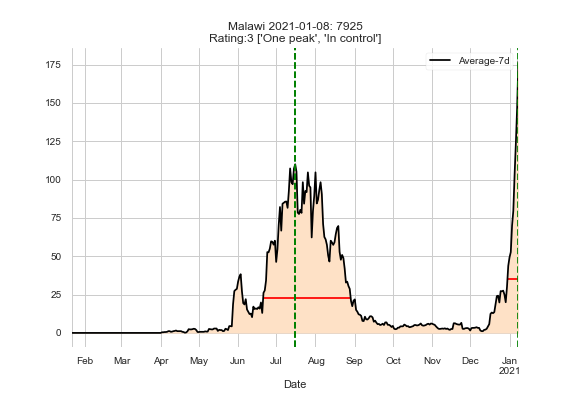 Malawi 2021-01-08: 7925
Rating:3 ['One peak', 'In control']
Average-7d
175
150
125
100
75
50
25
0
Feb Mar Apr May Jun Jul Aug Sep Oct Nov Dec Jan
2021
Date